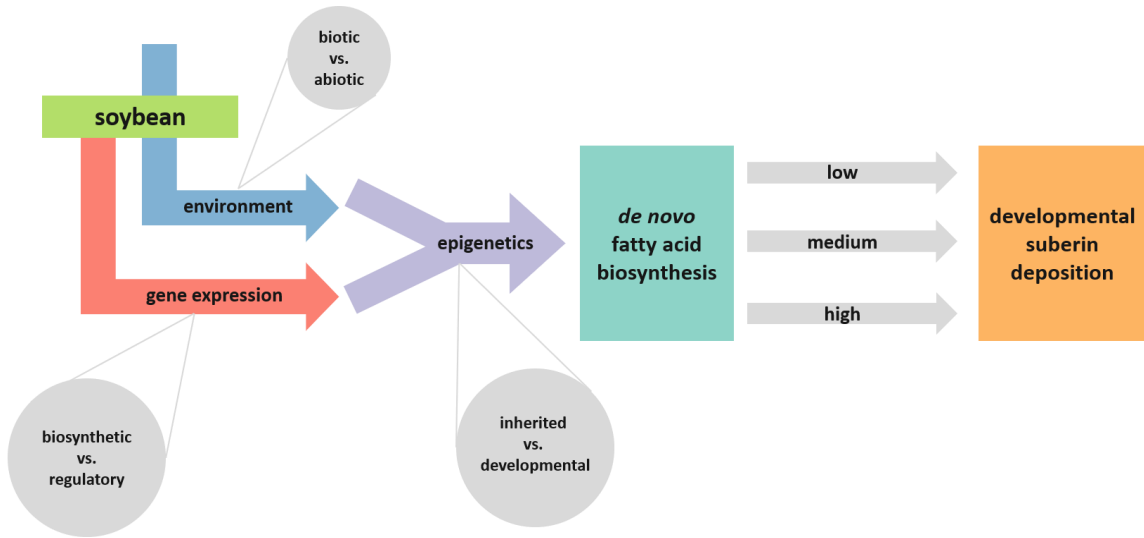 biotic
vs.
abiotic
soybean
environment
gene expression
epigenetics
de novo
fatty acid
biosynthesis
low
medium
high
developmental
suberin
deposition
biosynthetic
vs.
regulatory
inherited
vs.
developmental